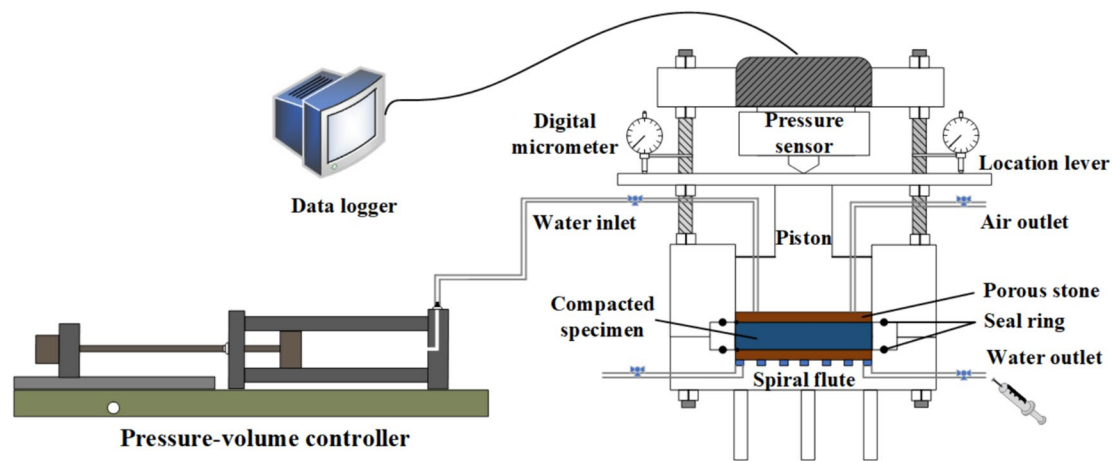 Digital
micrometer
Pressure
sensor
Location lever
Data logger
Water inlet
Air outlet
Piston
Compacted
specimen
Porous stone
Seal ring
Water outlet
Spiral flute
Pressure-volume controller